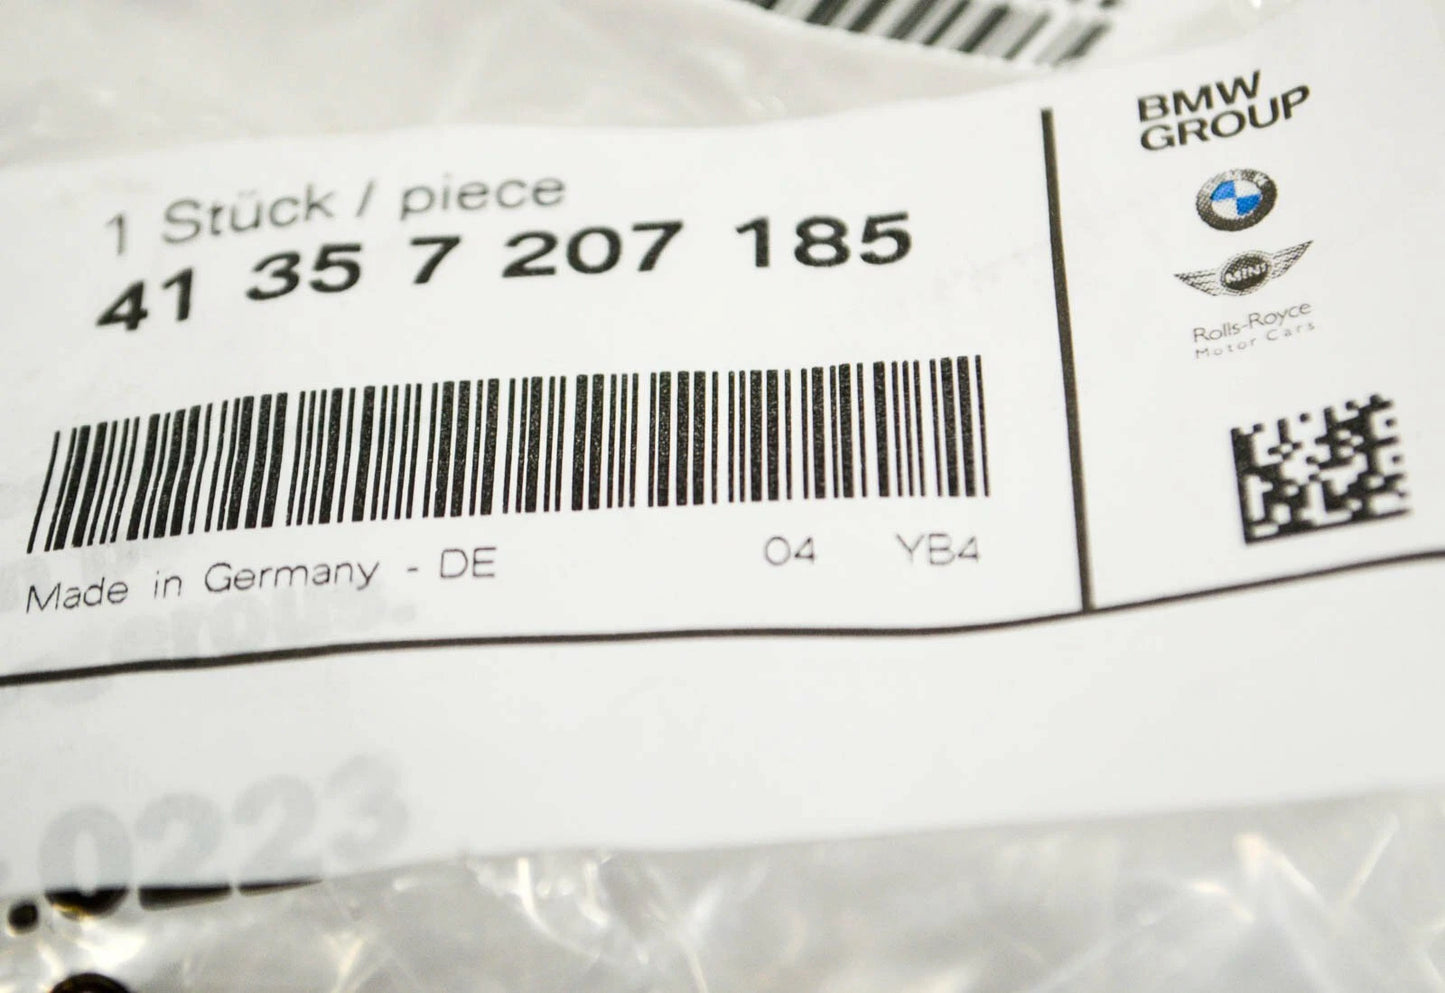 1 Stück / piece
41 35 7 207 185
Made in Germany - DE 04 YB4
BMW
GROUP
MINI
Rolls-Royce
Motor Cars
.0223